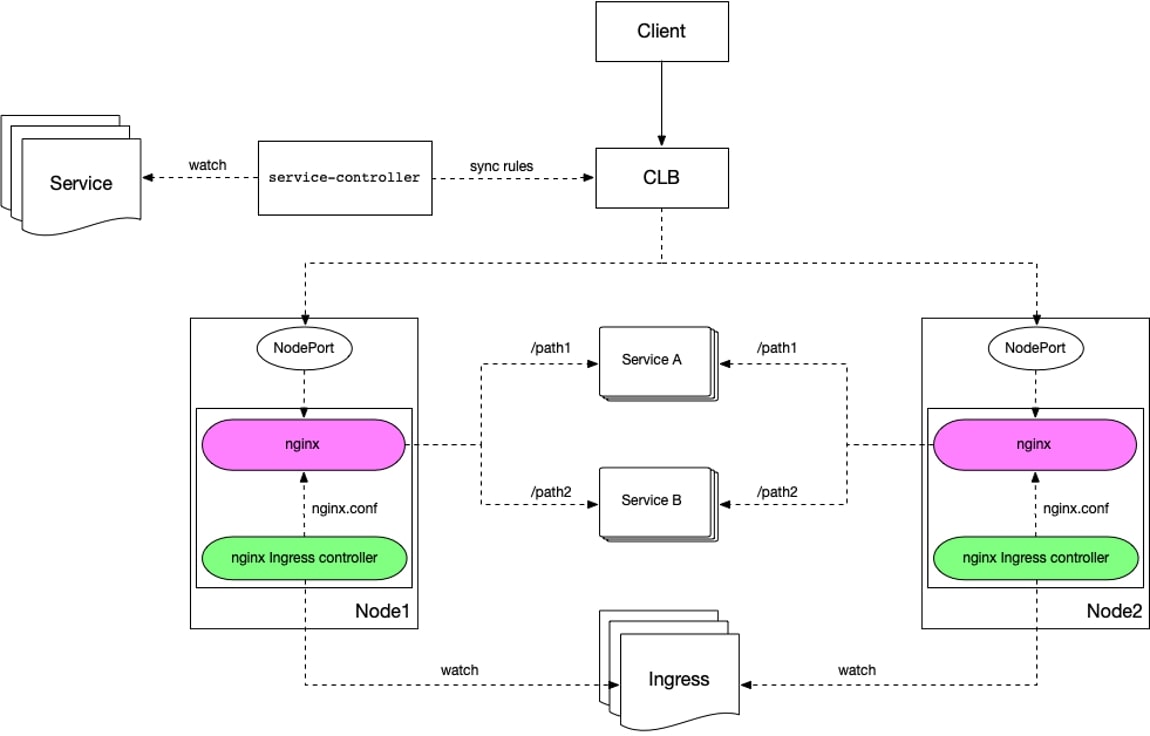 Client
Service
watch
service-controller
sync rules
CLB
NodePort
NodePort
/path1
Service A
/path1
nginx
nginx
/path2
Service B
/path2
nginx.conf
nginx.conf
nginx Ingress controller
nginx Ingress controller
Node1
Node2
watch
Ingress
watch